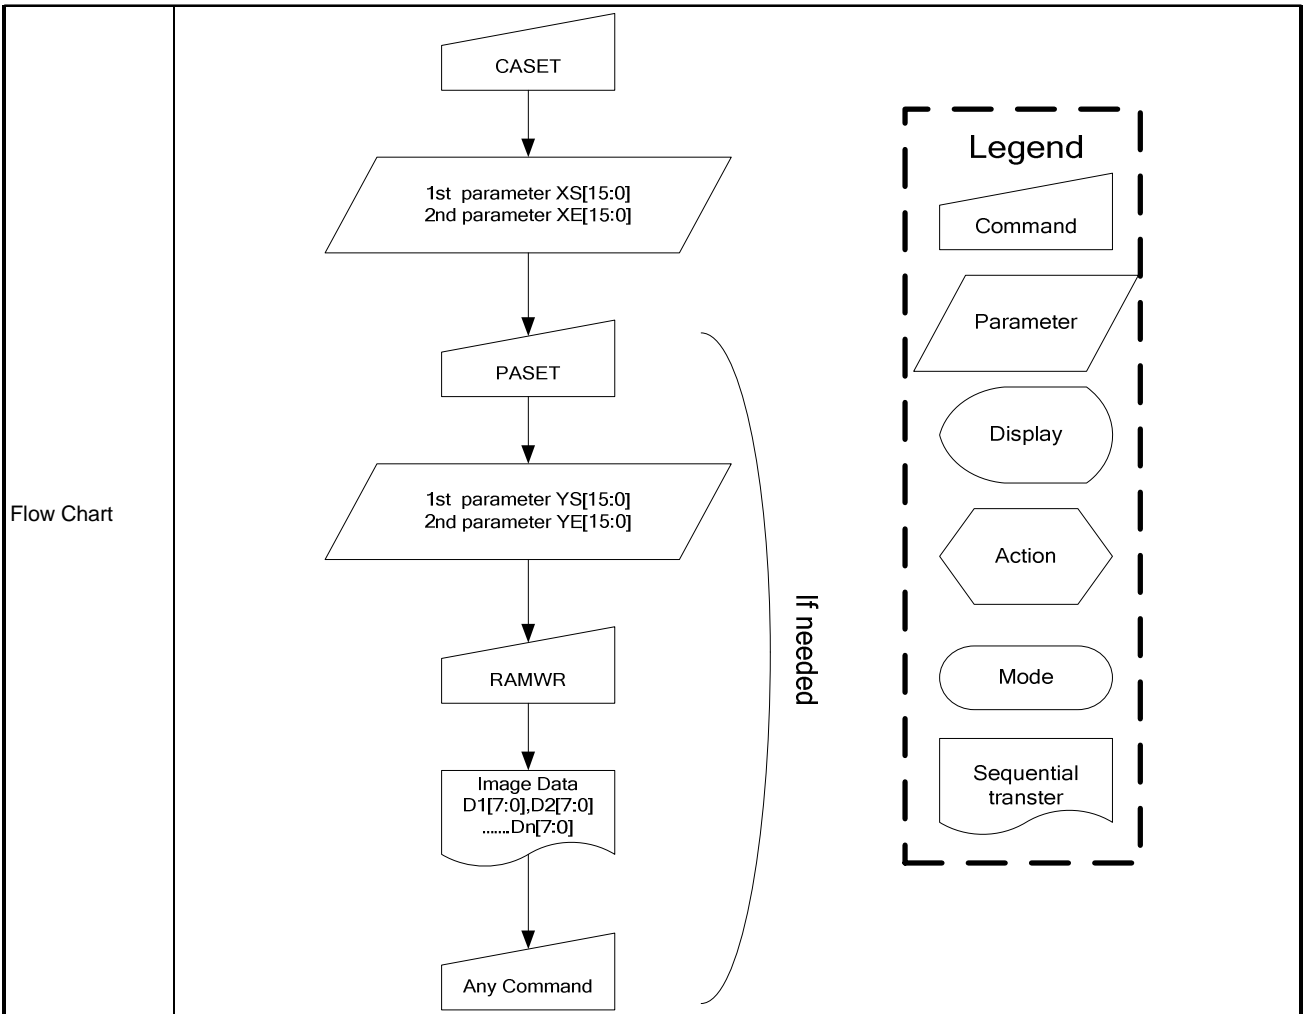 Flow Chart
CASET
1st  parameter XS[15:0]
2nd parameter XE[15:0]
PASET
1st  parameter YS[15:0]
2nd parameter YE[15:0]
RAMWR
Image Data
D1[7:0],D2[7:0]
.......Dn[7:0]
Any Command
If needed
Legend
Command
Parameter
Display
Action
Mode
Sequential
transter